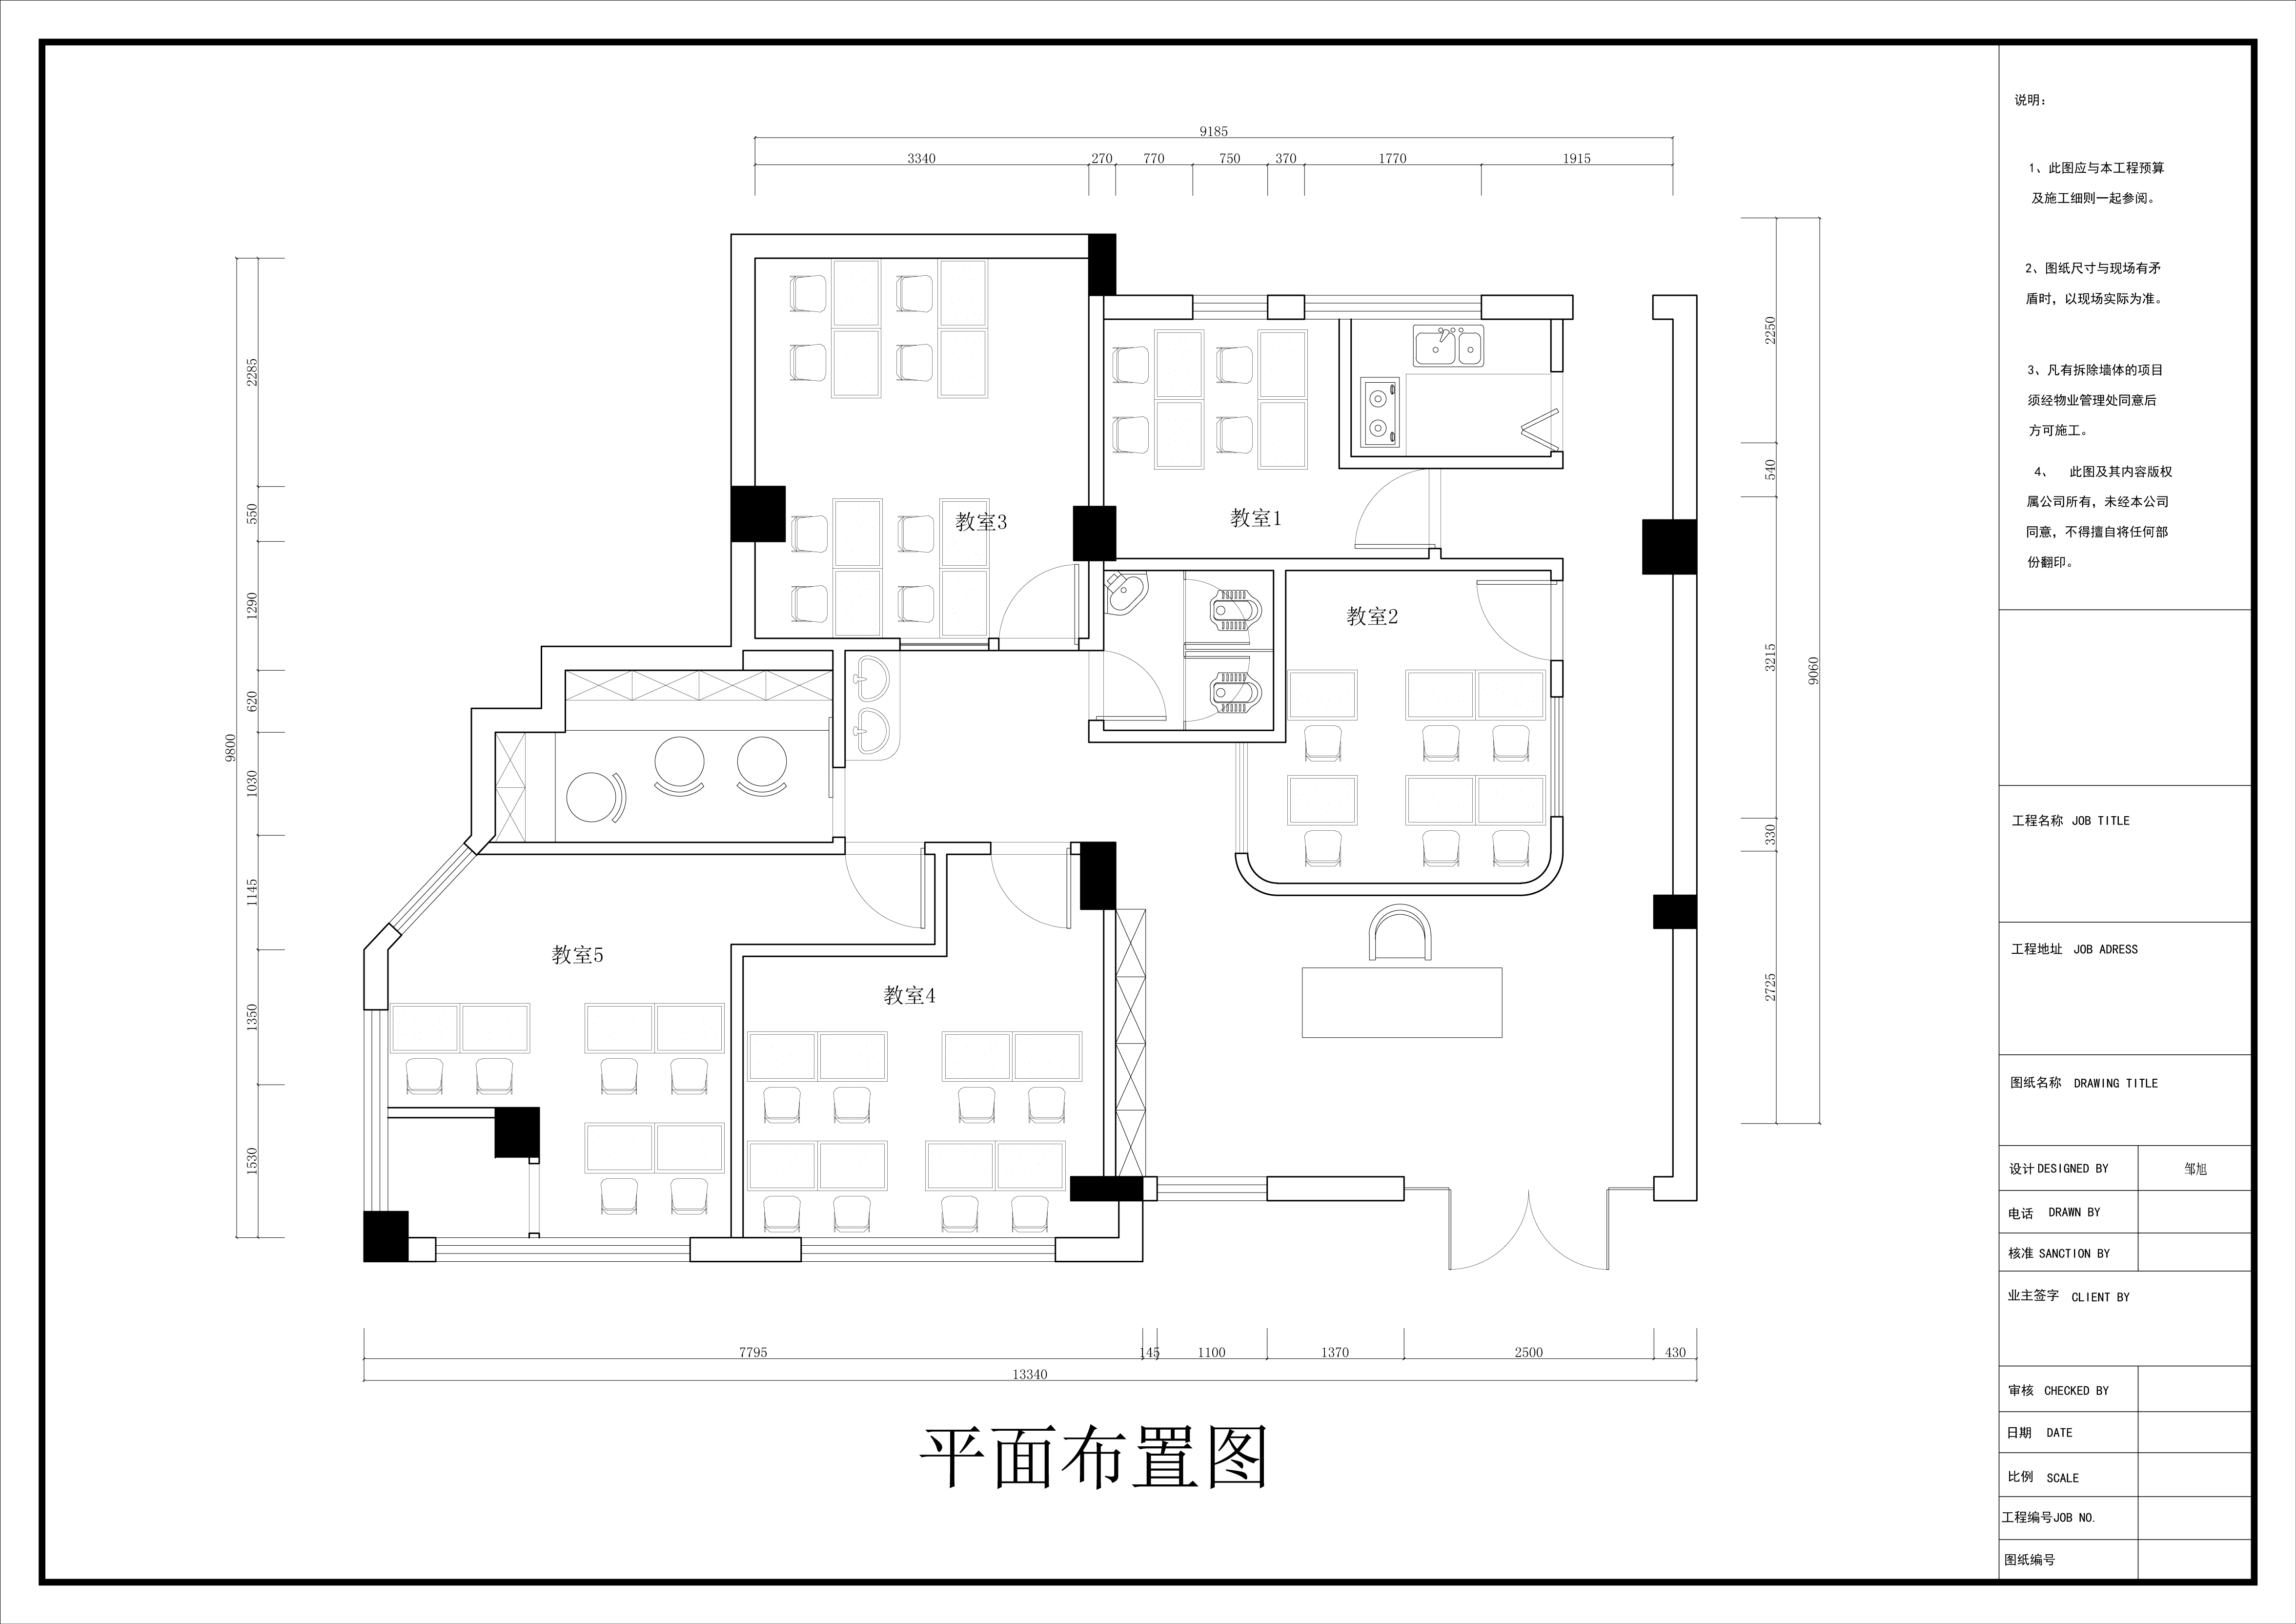 9185
3340
270
770
750
370
1770
1915
9800
2285
550
1290
620
1030
1145
1350
1530
教室3
教室1
教室2
教室5
教室4
2250
540
3215
330
2725
9060
7795
145
1100
1370
2500
430
13340
平面布置图
说明：
1、此图应与本工程预算
及施工细则一起参阅。
2、图纸尺寸与现场有矛
盾时，以现场实际为准。
3、凡有拆除墙体的项目
须经物业管理处同意后
方可施工。
4、 此图及其内容版权
属公司所有，未经本公司
同意，不得擅自将任何部
份翻印。
工程名称 JOB TITLE
工程地址 JOB ADRESS
图纸名称 DRAWING TITLE
设计 DESIGNED BY 邹旭
电话 DRAWN BY
核准 SANCTION BY
业主签字 CLIENT BY
审核 CHECKED BY
日期 DATE
比例 SCALE
工程编号JOB NO.
图纸编号